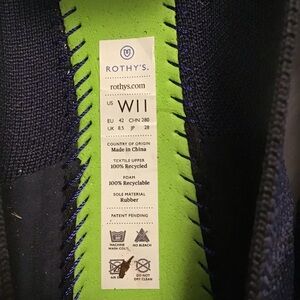 ROTHY'S.
rothys.com
US W11
EU 42 CHN 280
UK 8.5 JP 28
COUNTRY OF ORIGIN
Made in China
TEXTILE UPPER
100% Recycled
FOAM
100% Recyclable
SOLE MATERIAL
Rubber
PATENT PENDING
MACHINE
WASH COLD
NO BLEACH
DO NOT
DRY CLEAN